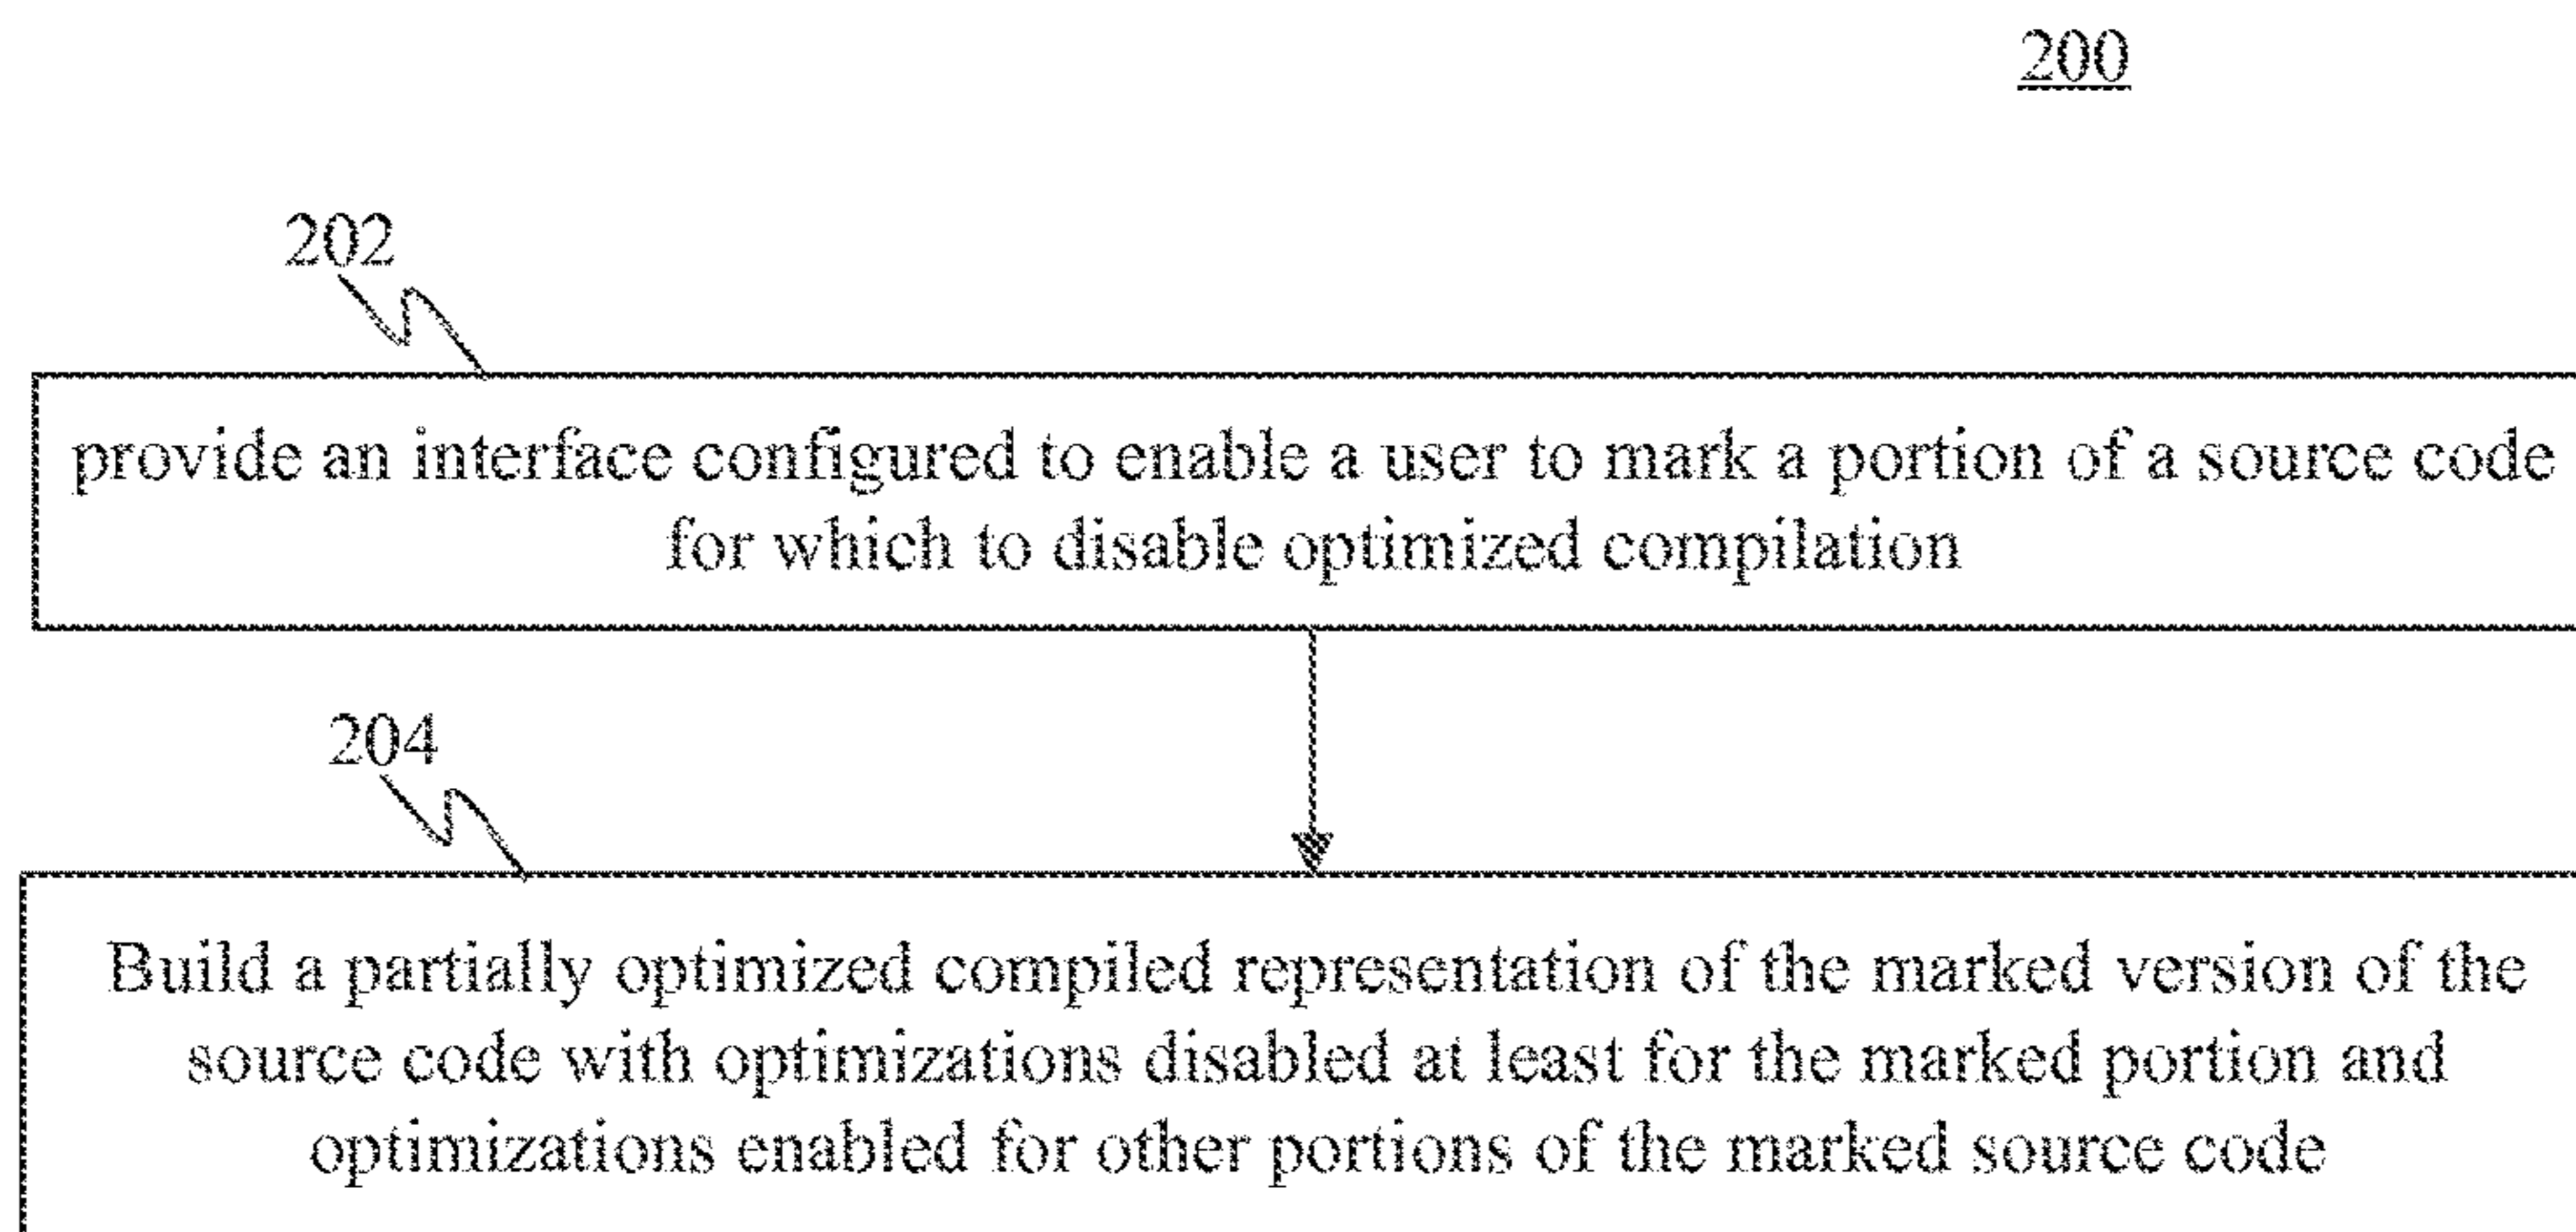 200
202
provide an interface configured to enable a user to mark a portion of a source code
for which to disable optimized compilation
204
Build a partially optimized compiled representation of the marked version of the
source code with optimizations disabled at least for the marked portion and
optimizations enabled for other portions of the marked source code